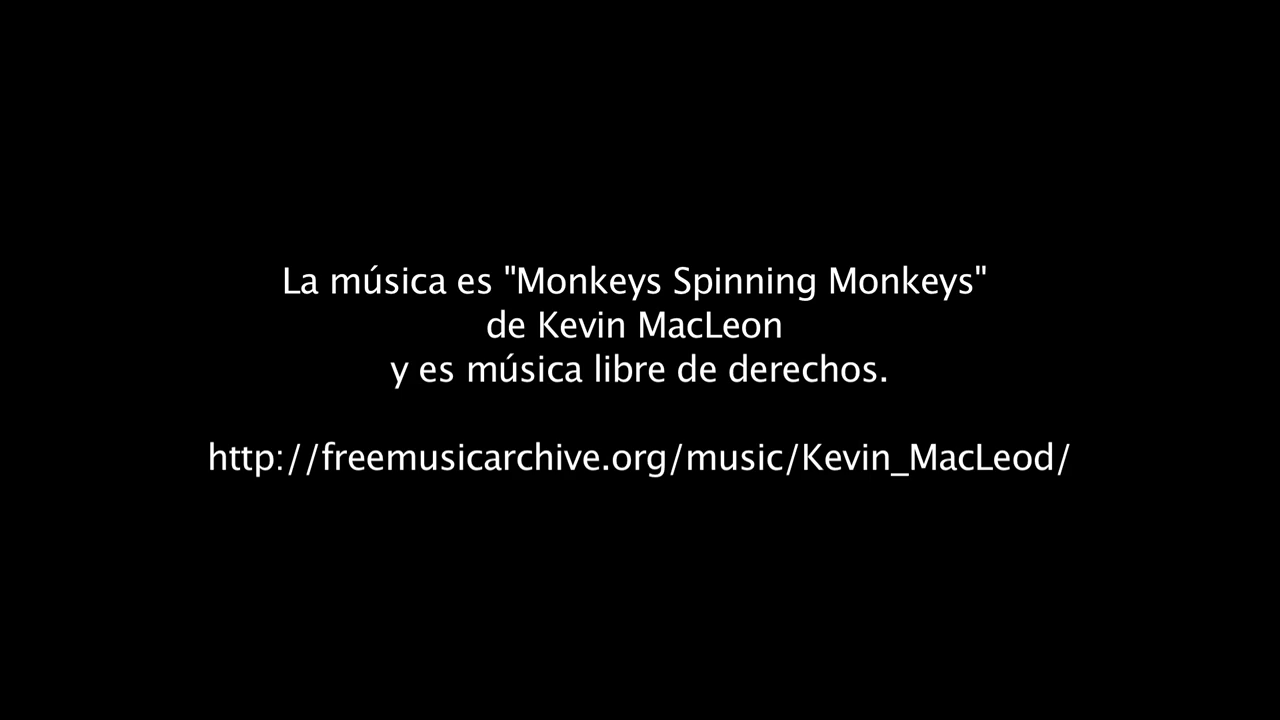 La música es "Monkeys Spinning Monkeys"
de Kevin MacLeon
y es música libre de derechos.
http://freemusicarchive.org/music/Kevin_MacLeod/